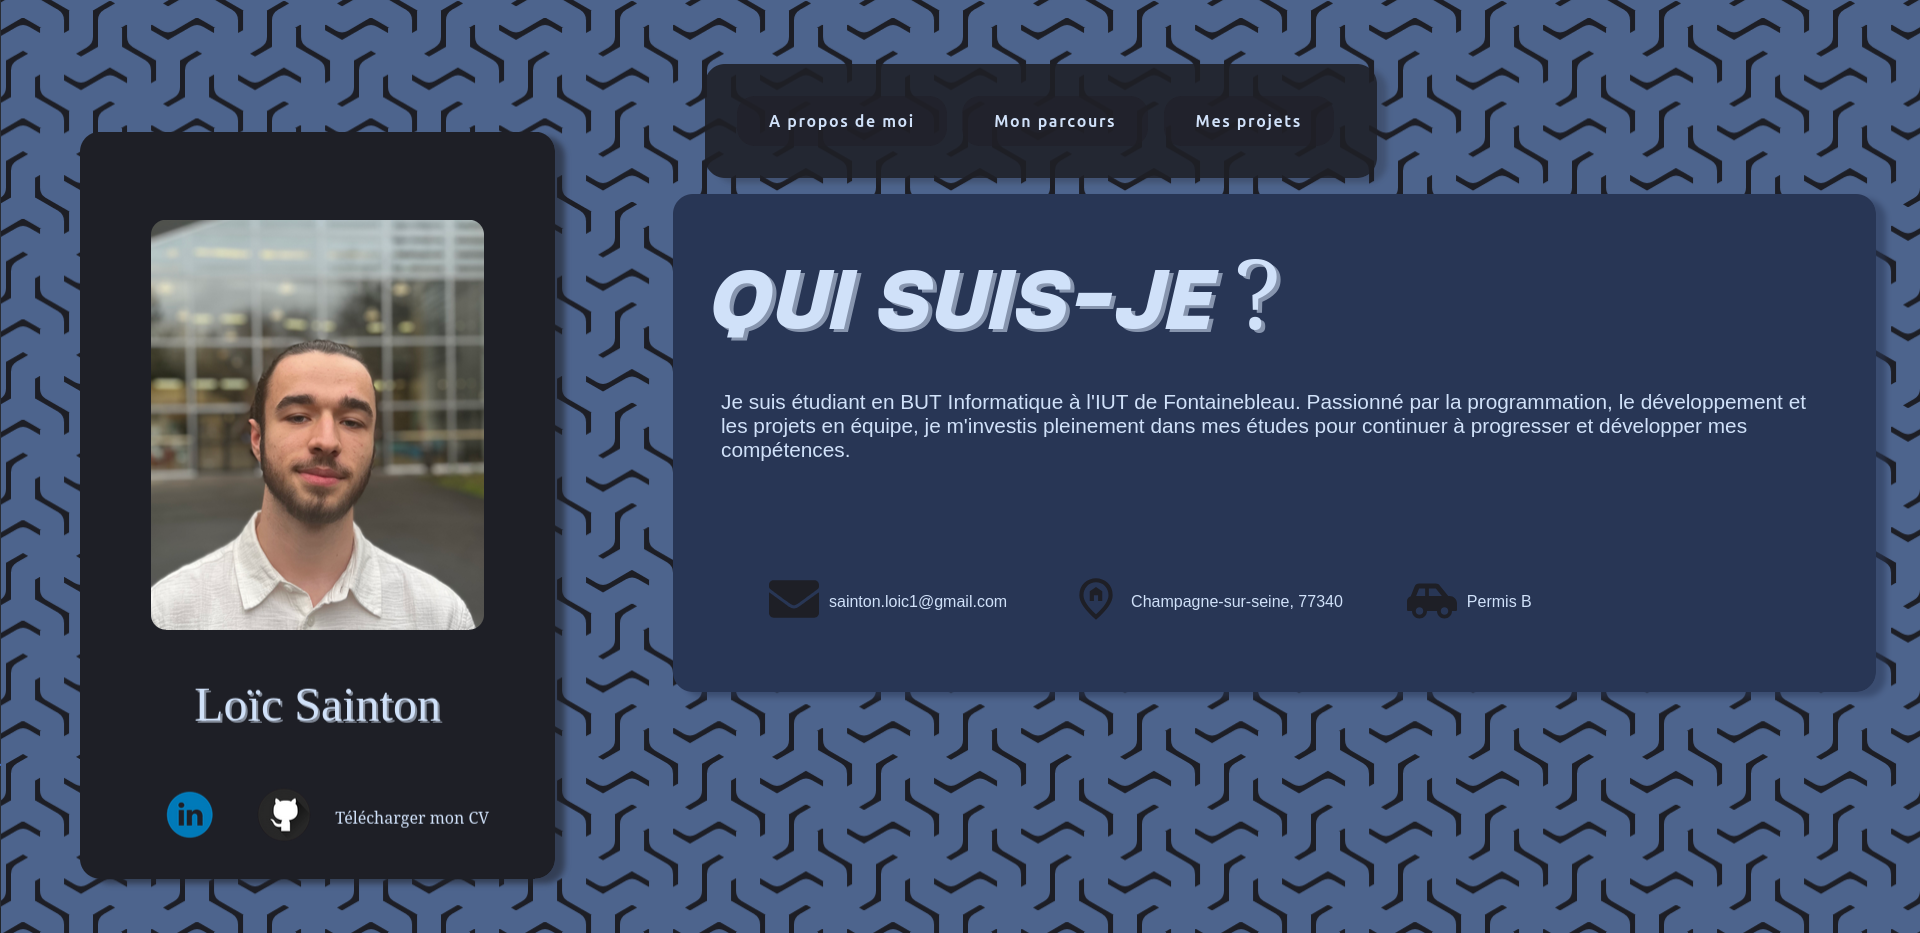 A propos de moi
Mon parcours
Mes projets
QUI SUIS-JE ?
Je suis étudiant en BUT Informatique à l'IUT de Fontainebleau. Passionné par la programmation, le développement et
les projets en équipe, je m'investis pleinement dans mes études pour continuer à progresser et développer mes
compétences.
sainton.loic1@gmail.com
Champagne-sur-seine, 77340
Permis B
Loïc Sainton
in
Télécharger mon CV